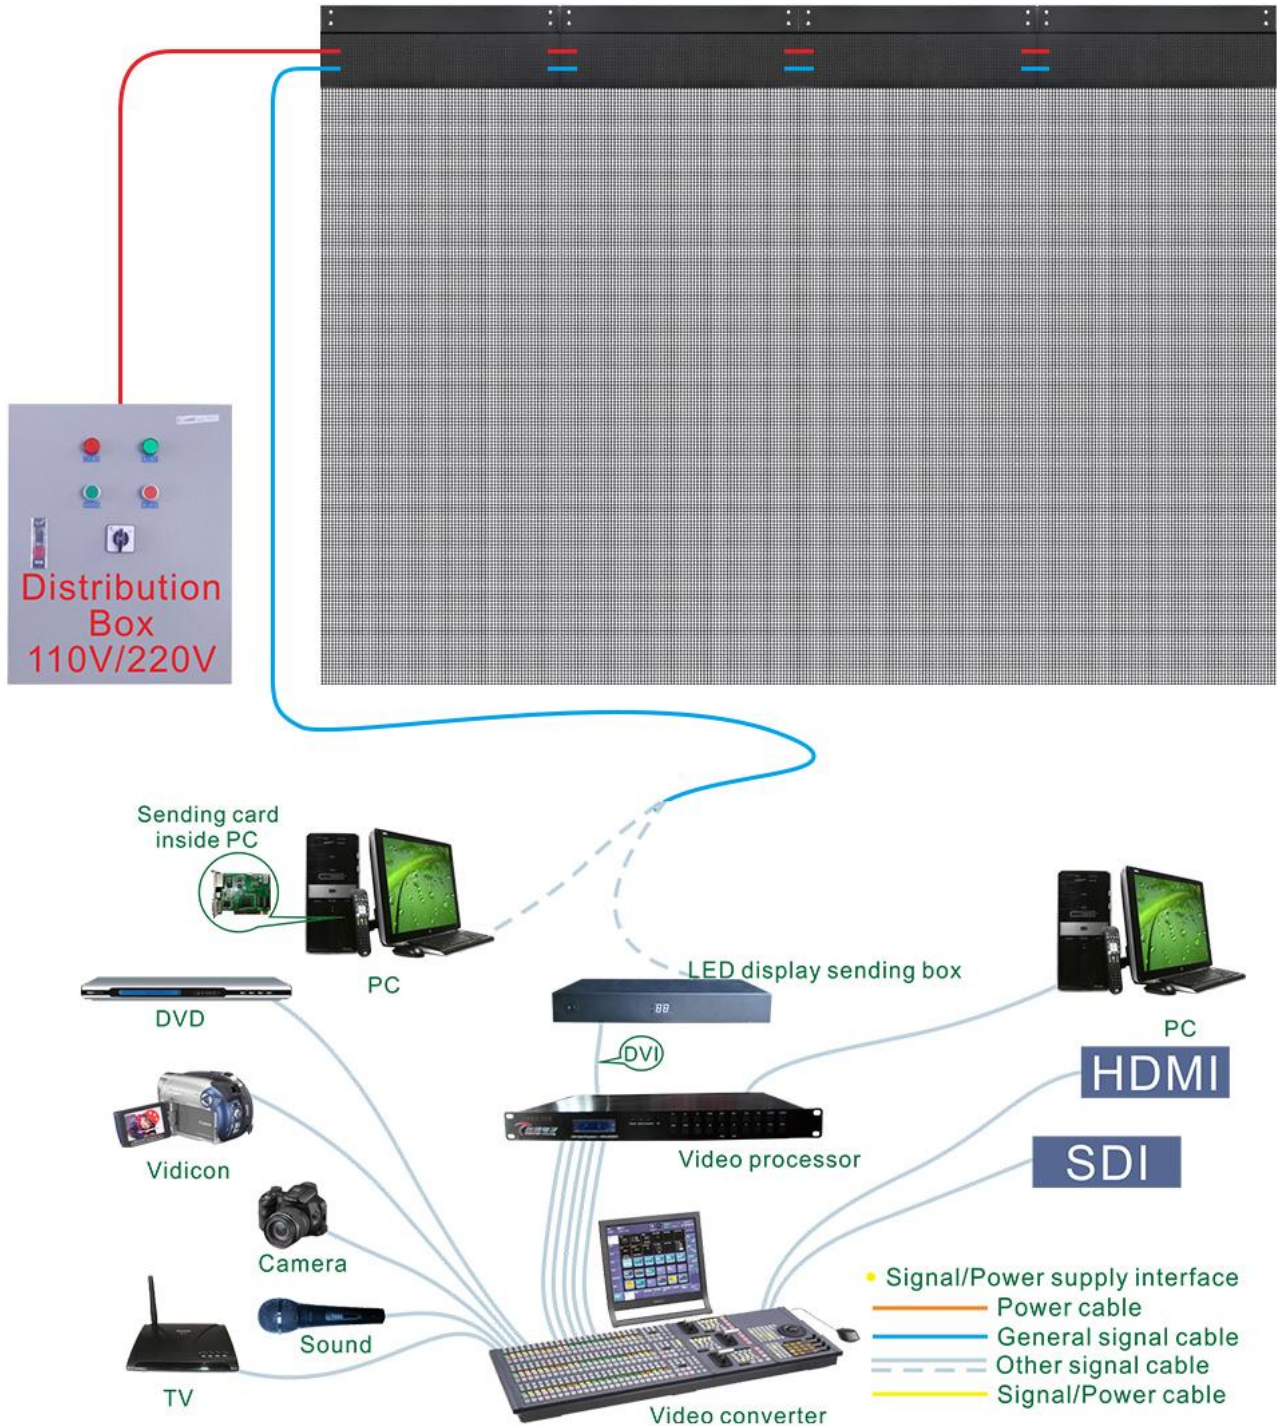 Distribution
Box
110V/220V
Sending card
inside PC
PC
LED display sending box
88
PC
DVD
DVI
HDMI
Vidicon
Video processor
SDI
Camera
Sound
TV
Video converter
Signal/Power supply interface
Power cable
General signal cable
Other signal cable
Signal/Power cable